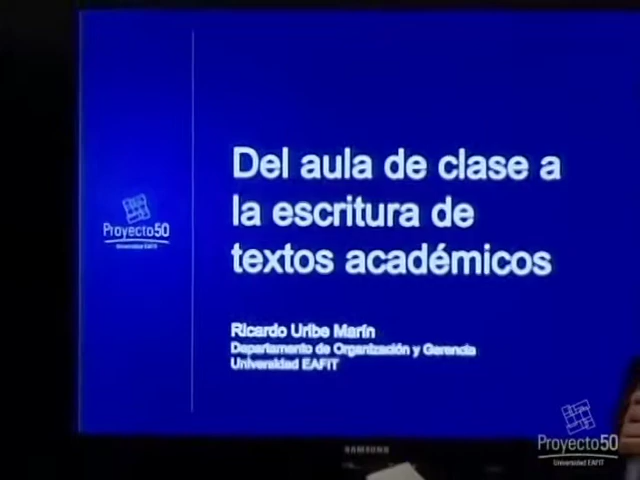 Del aula de clase a
la escritura de
textos académicos
Proyecto50
Universidad EAFIT
Ricardo Uribe Marín
Departamento de Organización y Gerencia
Universidad EAFIT
SAMSUNG
Proyecto50
Universidad EAFIT